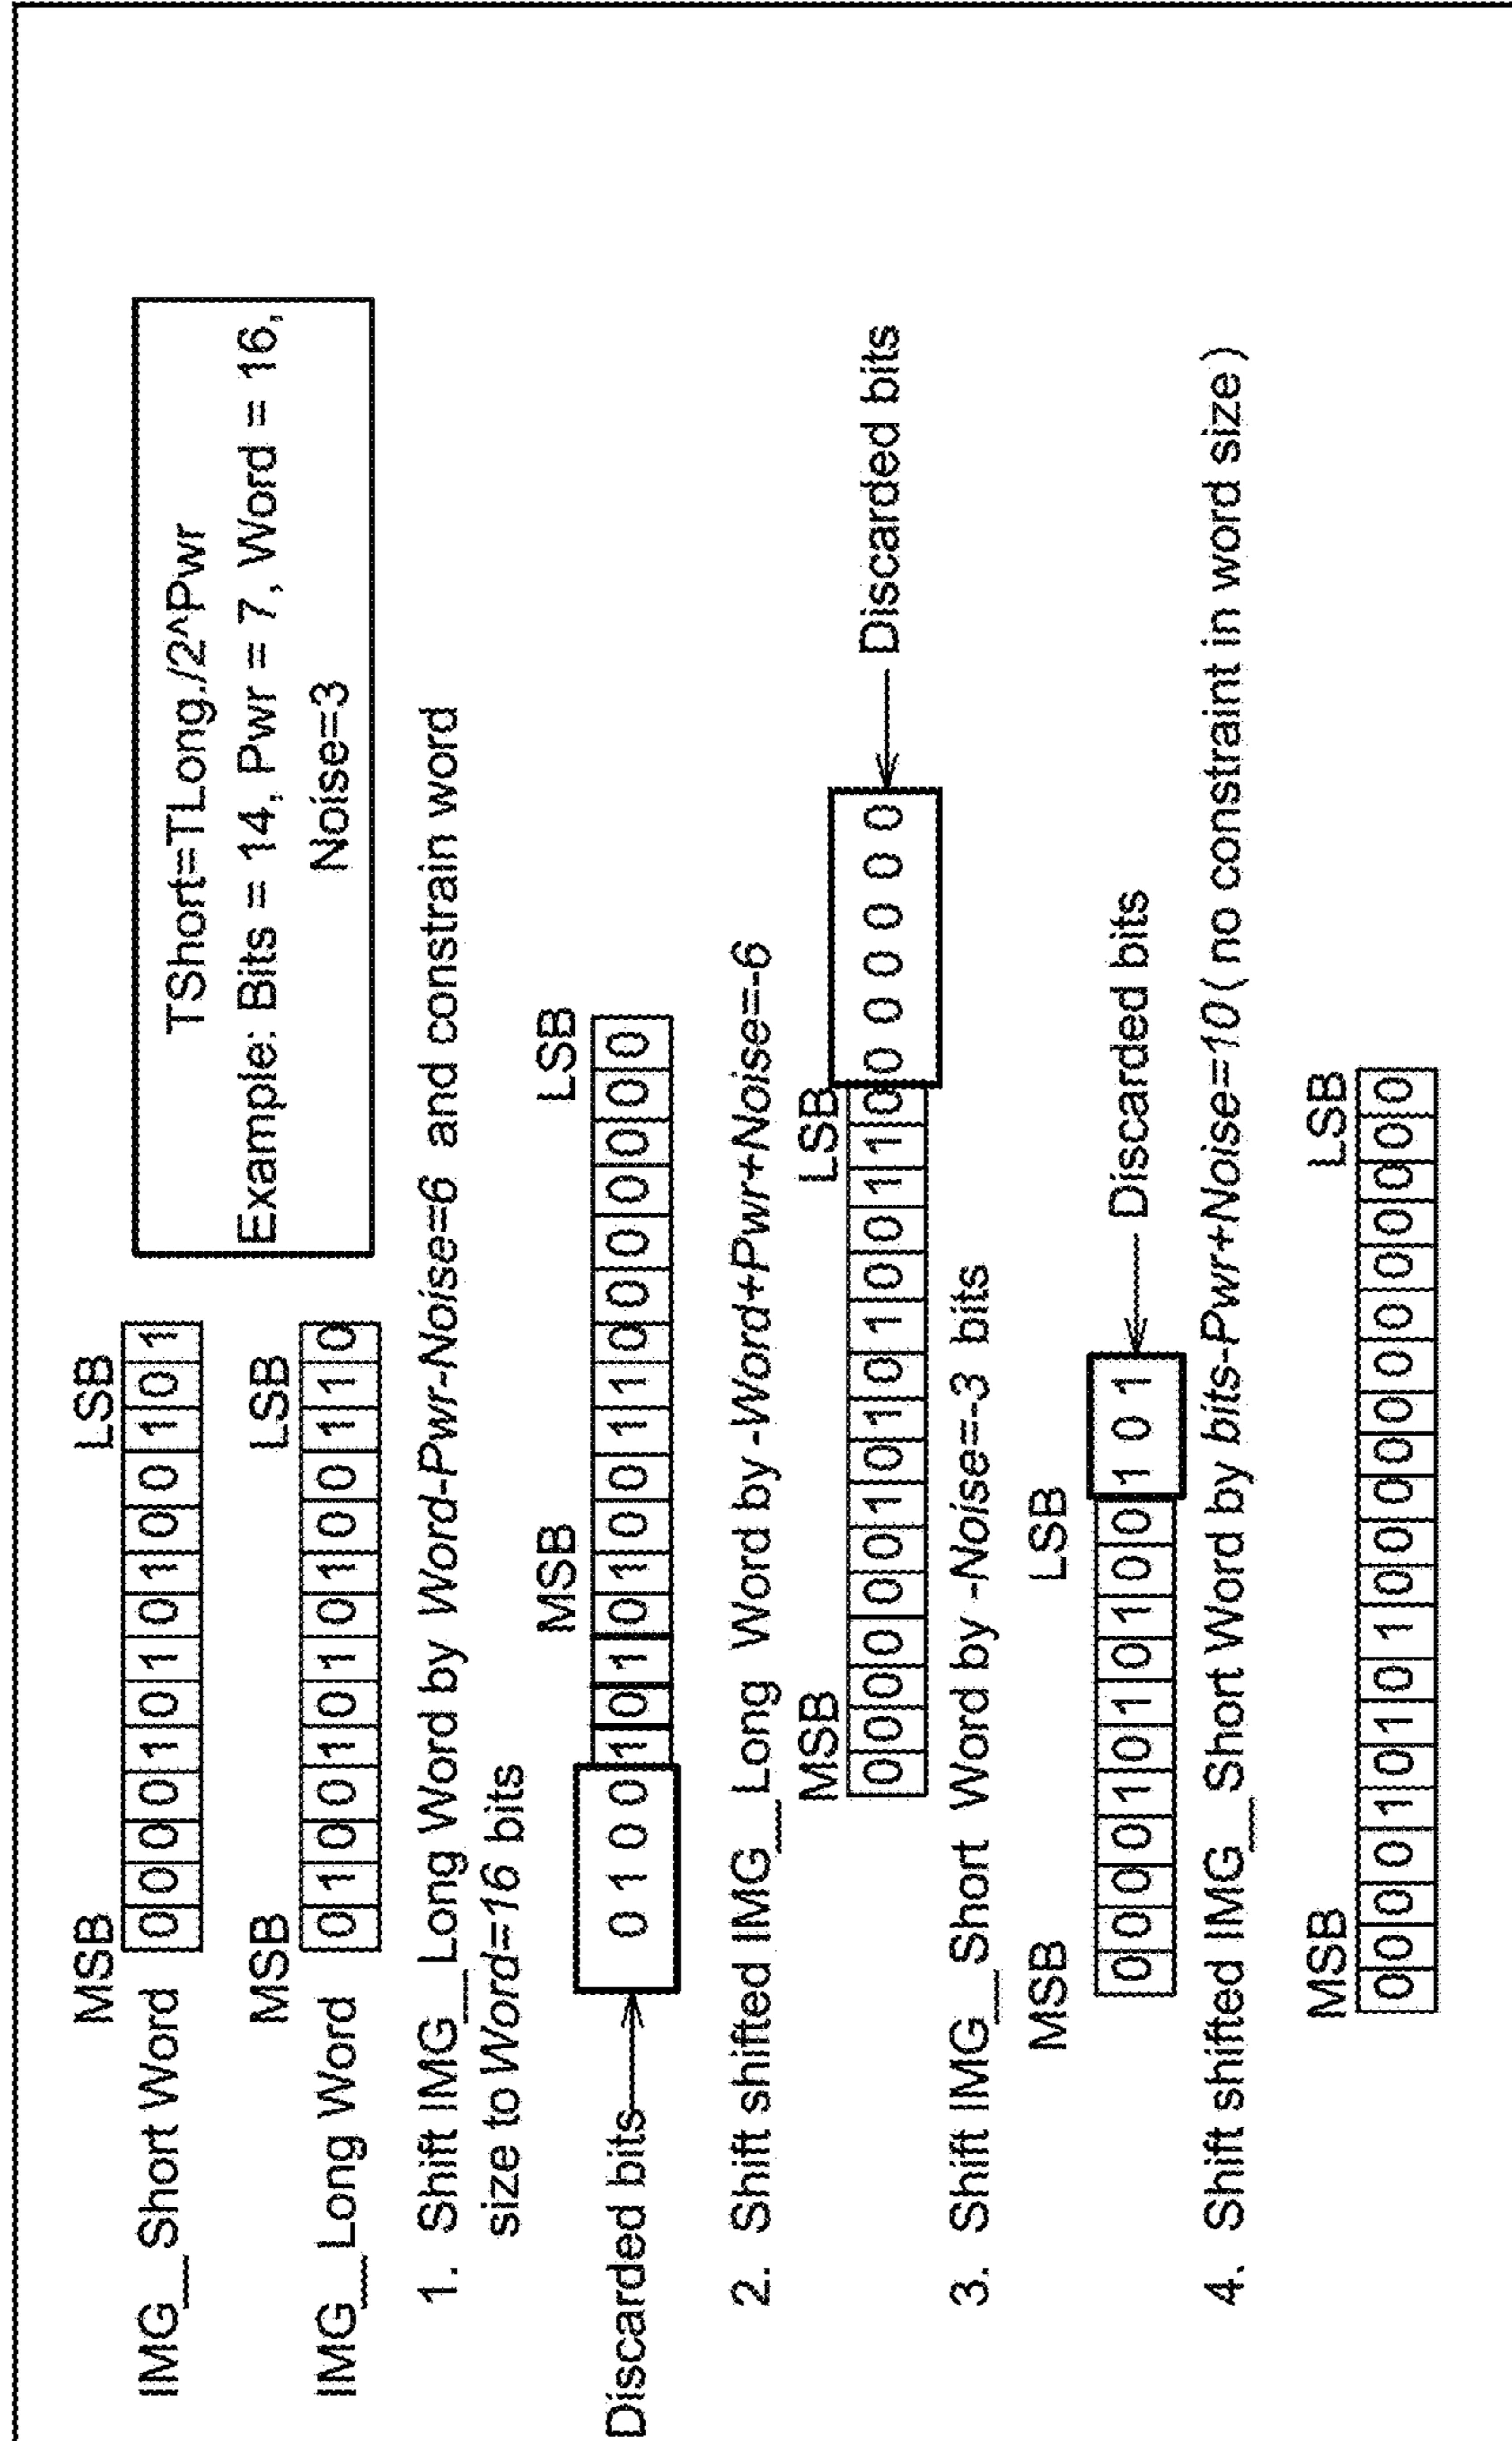 MSB LSB
IMG_Short Word 0 0 0 0 1 0 1 0 1 0 0 1 0 1
MSB LSB
IMG_Long Word 0 1 0 0 1 0 1 0 1 0 0 1 1 0
TShort=TLong./2^Pwr
Example: Bits = 14, Pwr = 7, Word = 16,
Noise=3
1. Shift IMG_Long Word by Word-Pwr-Noise=6 and constrain word
size to Word=16 bits
MSB LSB
Discarded bits 0 1 0 0 1 0 1 0 1 0 0 1 1 0 0 0 0 0 0 0
2. Shift shifted IMG_Long Word by -Word+Pwr+Noise=-6
MSB LSB
0 0 0 0 0 0 1 0 1 0 1 0 0 1 1 0 0 0 0 0 0 0 Discarded bits
3. Shift IMG_Short Word by -Noise=-3 bits
MSB LSB
0 0 0 0 1 0 1 0 1 0 0 1 0 1 Discarded bits
4. Shift shifted IMG_Short Word by bits-Pwr+Noise=10( no constraint in word size)
MSB LSB
0 0 0 0 1 0 1 0 1 0 0 0 0 0 0 0 0 0 0 0 0